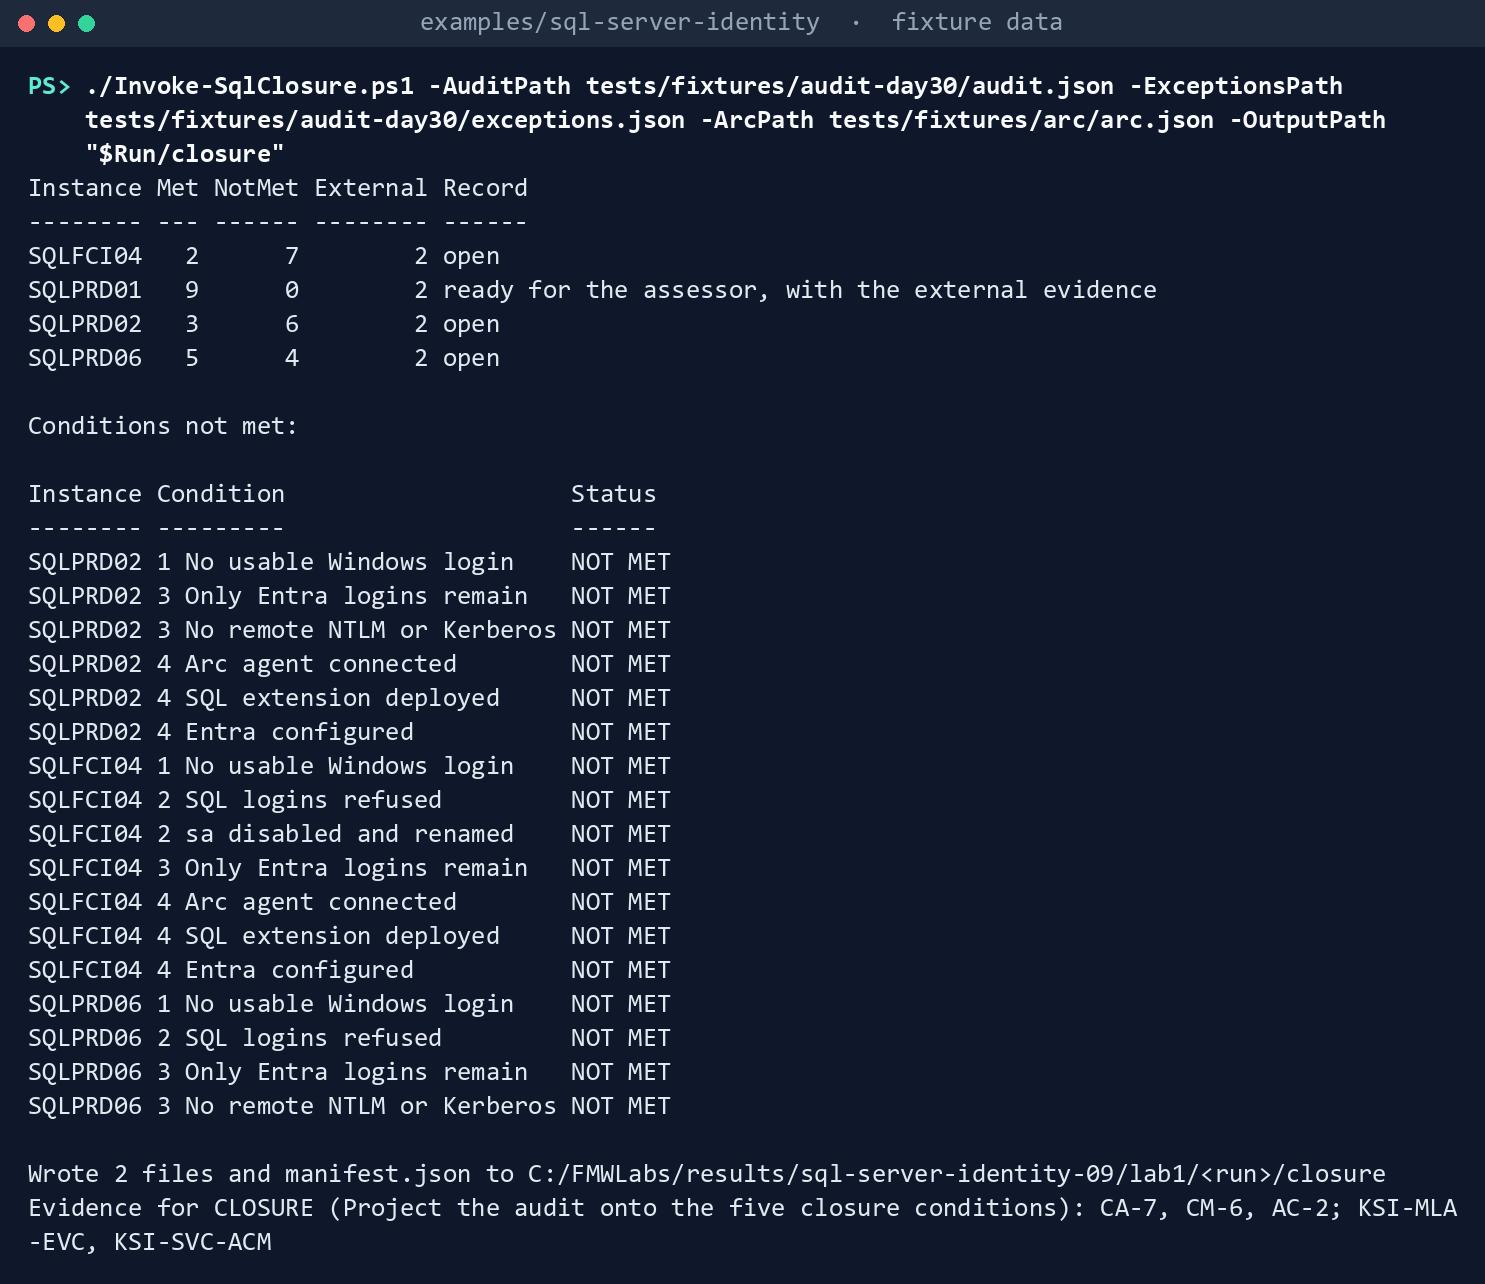 examples/sql-server-identity · fixture data
PS> ./Invoke-SqlClosure.ps1 -AuditPath tests/fixtures/audit-day30/audit.json -ExceptionsPath
tests/fixtures/audit-day30/exceptions.json -ArcPath tests/fixtures/arc/arc.json -OutputPath
"$Run/closure"
Instance Met NotMet External Record
-------- --- ------ -------- ------
SQLFCI04   2      7        2 open
SQLPRD01   9      0        2 ready for the assessor, with the external evidence
SQLPRD02   3      6        2 open
SQLPRD06   5      4        2 open
Conditions not met:
Instance Condition                    Status
-------- ---------                    ------
SQLPRD02 1 No usable Windows login    NOT MET
SQLPRD02 3 Only Entra logins remain   NOT MET
SQLPRD02 3 No remote NTLM or Kerberos NOT MET
SQLPRD02 4 Arc agent connected        NOT MET
SQLPRD02 4 SQL extension deployed     NOT MET
SQLPRD02 4 Entra configured           NOT MET
SQLFCI04 1 No usable Windows login    NOT MET
SQLFCI04 2 SQL logins refused         NOT MET
SQLFCI04 2 sa disabled and renamed    NOT MET
SQLFCI04 3 Only Entra logins remain   NOT MET
SQLFCI04 4 Arc agent connected        NOT MET
SQLFCI04 4 SQL extension deployed     NOT MET
SQLFCI04 4 Entra configured           NOT MET
SQLPRD06 1 No usable Windows login    NOT MET
SQLPRD06 2 SQL logins refused         NOT MET
SQLPRD06 3 Only Entra logins remain   NOT MET
SQLPRD06 3 No remote NTLM or Kerberos NOT MET
Wrote 2 files and manifest.json to C:/FMWLabs/results/sql-server-identity-09/lab1/<run>/closure
Evidence for CLOSURE (Project the audit onto the five closure conditions): CA-7, CM-6, AC-2; KSI-MLA
-EVC, KSI-SVC-ACM